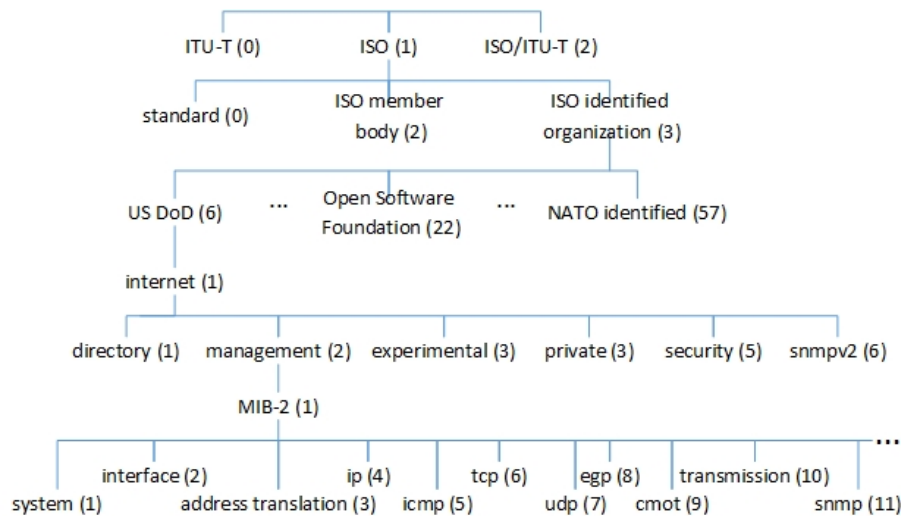 ITU-T (0) ISO (1) ISO/ITU-T (2)
standard (0) ISO member body (2) ISO identified organization (3)
US DoD (6) ... Open Software Foundation (22) ... NATO identified (57)
internet (1)
directory (1) management (2) experimental (3) private (3) security (5) snmpv2 (6)
MIB-2 (1)
...
interface (2) ip (4) tcp (6) egp (8) transmission (10)
system (1) address translation (3) icmp (5) udp (7) cmot (9) snmp (11)